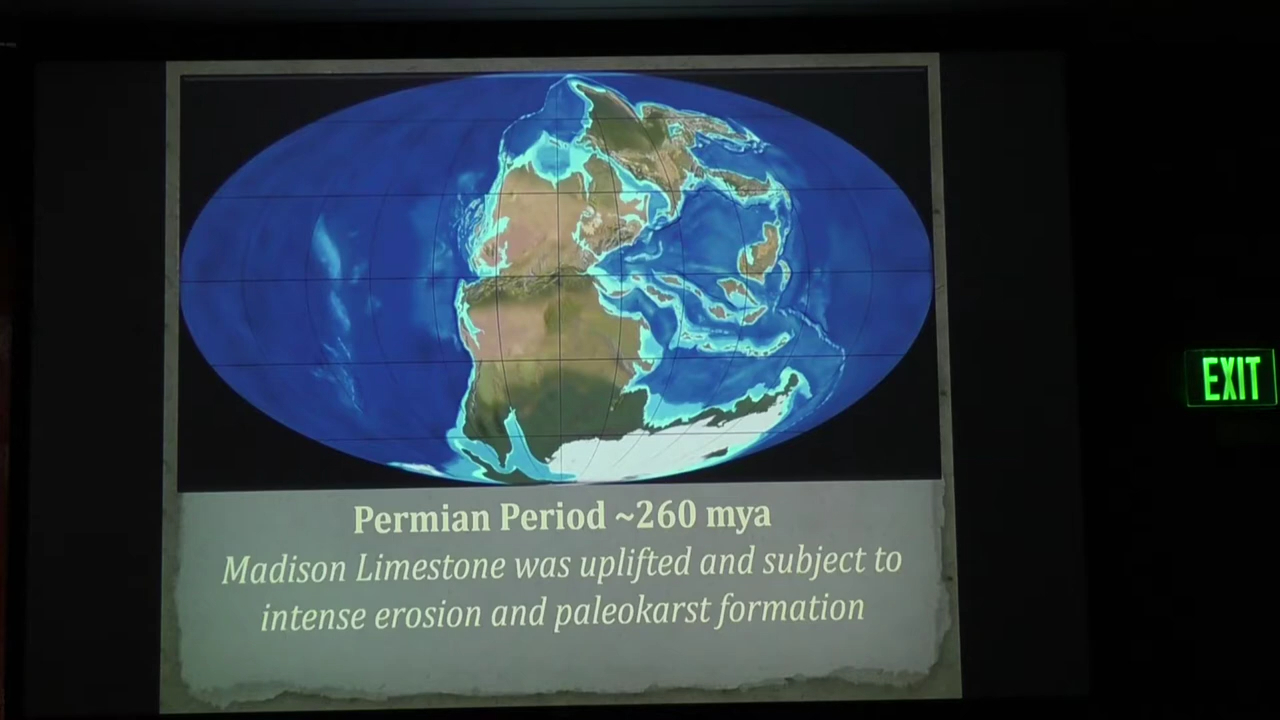 Permian Period ~260 mya
Madison Limestone was uplifted and subject to
intense erosion and paleokarst formation
EXIT